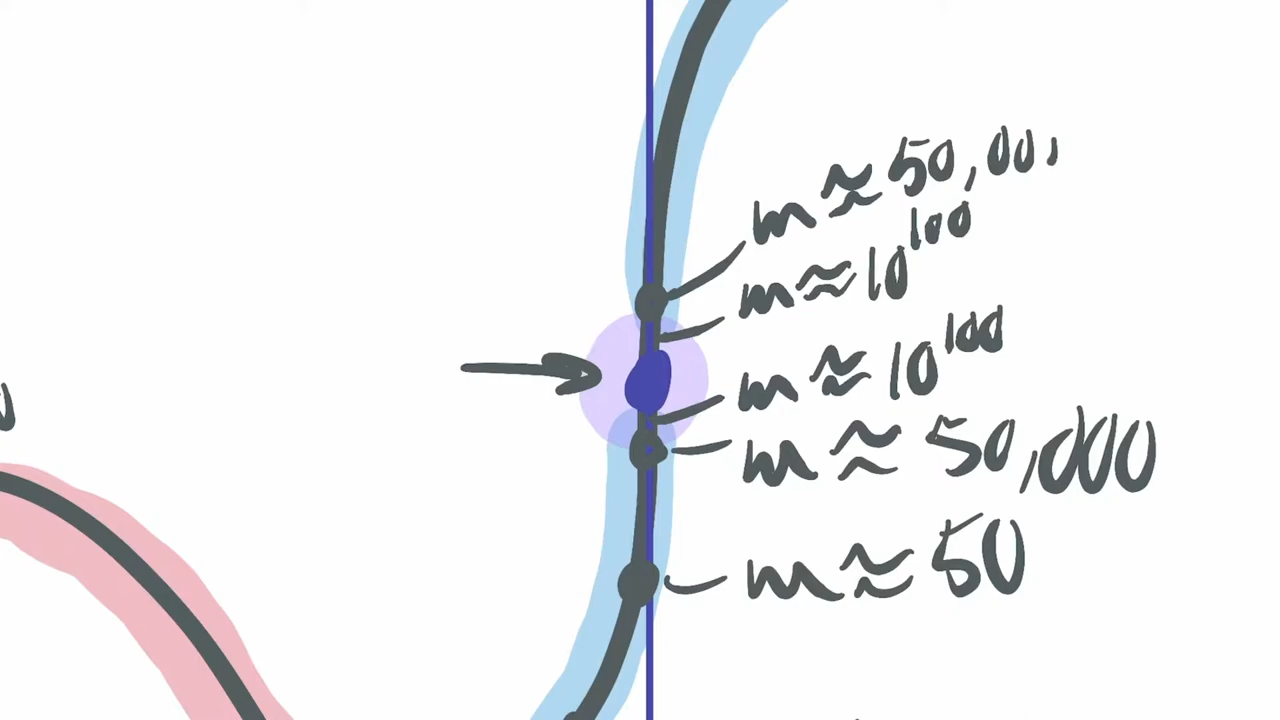 m ≈ 50,00
m ≈ 10^100
m ≈ 10^100
m ≈ 50,000
m ≈ 50